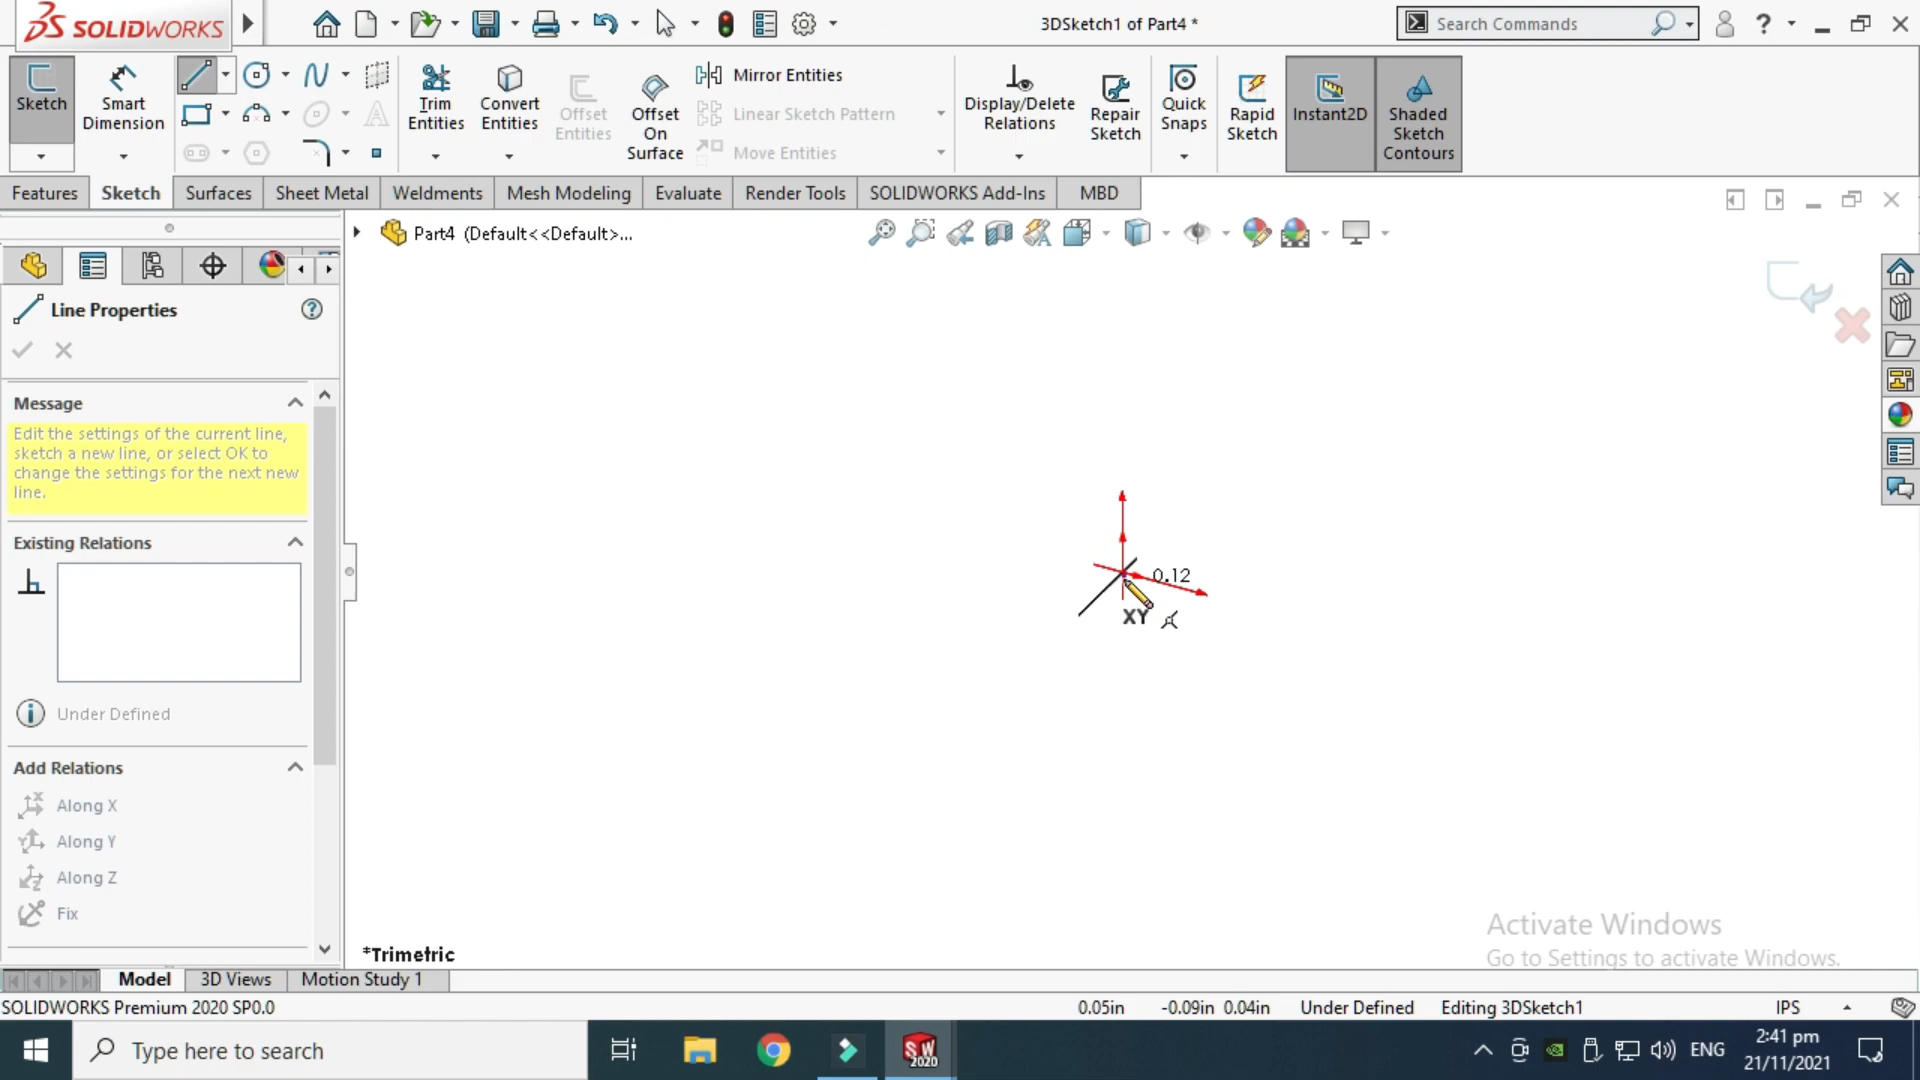 SOLIDWORKS
3DSketch1 of Part4 *
Search Commands
?
Sketch
Smart
Dimension
Trim
Entities
Convert
Entities
Offset
Entities
Offset
On
Surface
Mirror Entities
Linear Sketch Pattern
Move Entities
Display/Delete
Relations
Repair
Sketch
Quick
Snaps
Rapid
Sketch
Instant2D
Shaded
Sketch
Contours
Features
Sketch
Surfaces
Sheet Metal
Weldments
Mesh Modeling
Evaluate
Render Tools
SOLIDWORKS Add-Ins
MBD
Part4 (Default<<Default>...
Line Properties
?
Message
Edit the settings of the current line,
sketch a new line, or select OK to
change the settings for the next new
line.
Existing Relations
Under Defined
Add Relations
Along X
Along Y
Along Z
Fix
0.12
XY
*Trimetric
Activate Windows
Go to Settings to activate Windows.
Model
3D Views
Motion Study 1
SOLIDWORKS Premium 2020 SP0.0
0.05in
-0.09in 0.04in
Under Defined
Editing 3DSketch1
IPS
Type here to search
SW
2020
ENG
2:41 pm
21/11/2021